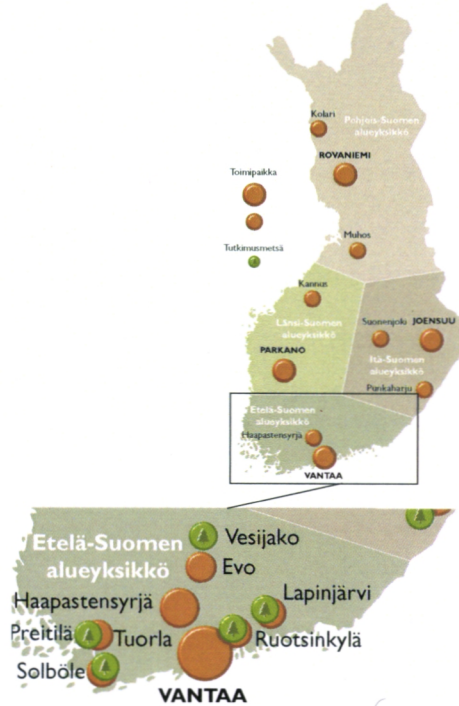 Kolari
Pohjois-Suomen
alueyksikkö
ROVANIEMI
Toimipaikka
Tutkimusmetsä
Muhos
Kannus
Länsi-Suomen
alueyksikkö
Suonenjoki
JOENSUU
PARKANO
Itä-Suomen
alueyksikkö
Punkaharju
Etelä-Suomen
alueyksikkö
Haapastensyrjä
VANTAA
Etelä-Suomen
alueyksikkö
Vesijako
Evo
Haapastensyrjä
Lapinjärvi
Preitilä
Tuorla
Ruotsinkylä
Solböle
VANTAA